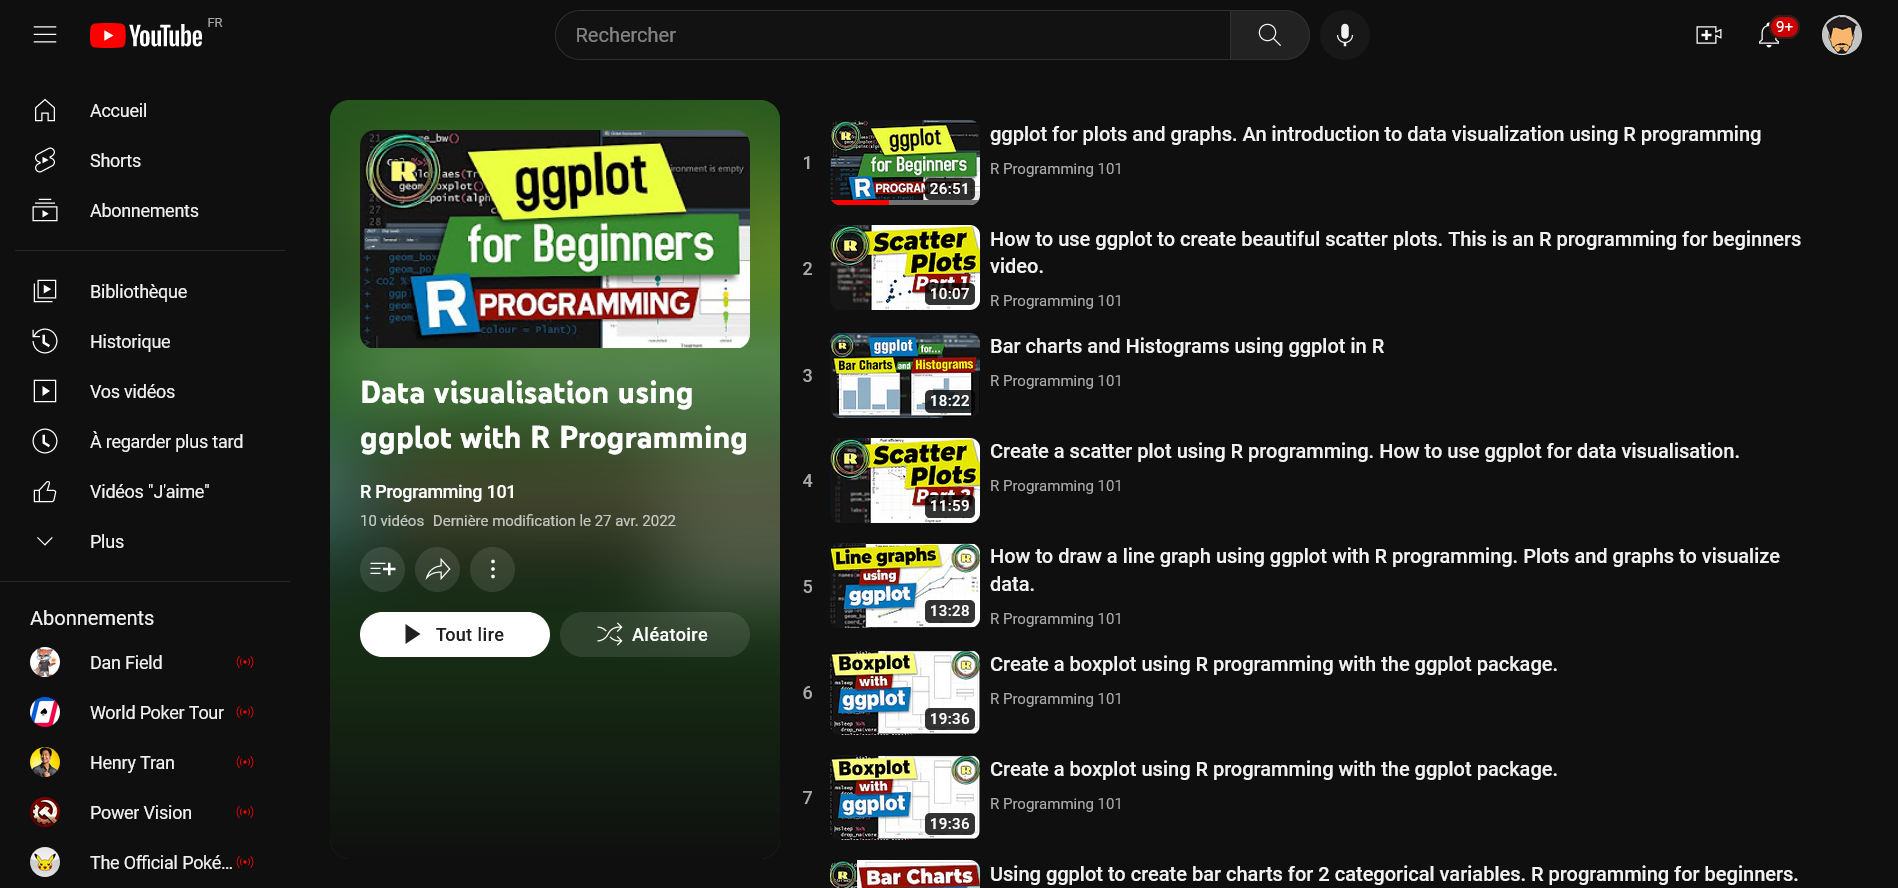 YouTube FR
Rechercher
9+
Accueil
Shorts
Abonnements
Bibliothèque
Historique
Vos vidéos
À regarder plus tard
Vidéos "J'aime"
Plus
Abonnements
Dan Field
World Poker Tour
Henry Tran
Power Vision
The Official Poké...
R
ggplot
for Beginners
R PROGRAMMING
Data visualisation using
ggplot with R Programming
R Programming 101
10 vidéos Dernière modification le 27 avr. 2022
Tout lire
Aléatoire
1
ggplot
for Beginners
26:51
ggplot for plots and graphs. An introduction to data visualization using R programming
R Programming 101
2
Scatter
Plots
Part 1
10:07
How to use ggplot to create beautiful scatter plots. This is an R programming for beginners
video.
R Programming 101
3
ggplot for...
Bar Charts and Histograms
18:22
Bar charts and Histograms using ggplot in R
R Programming 101
4
Scatter
Plots
11:59
Create a scatter plot using R programming. How to use ggplot for data visualisation.
R Programming 101
5
Line graphs
using
ggplot
13:28
How to draw a line graph using ggplot with R programming. Plots and graphs to visualize
data.
R Programming 101
6
Boxplot
with
ggplot
19:36
Create a boxplot using R programming with the ggplot package.
R Programming 101
7
Boxplot
with
ggplot
19:36
Create a boxplot using R programming with the ggplot package.
R Programming 101
Bar Charts
Using ggplot to create bar charts for 2 categorical variables. R programming for beginners.